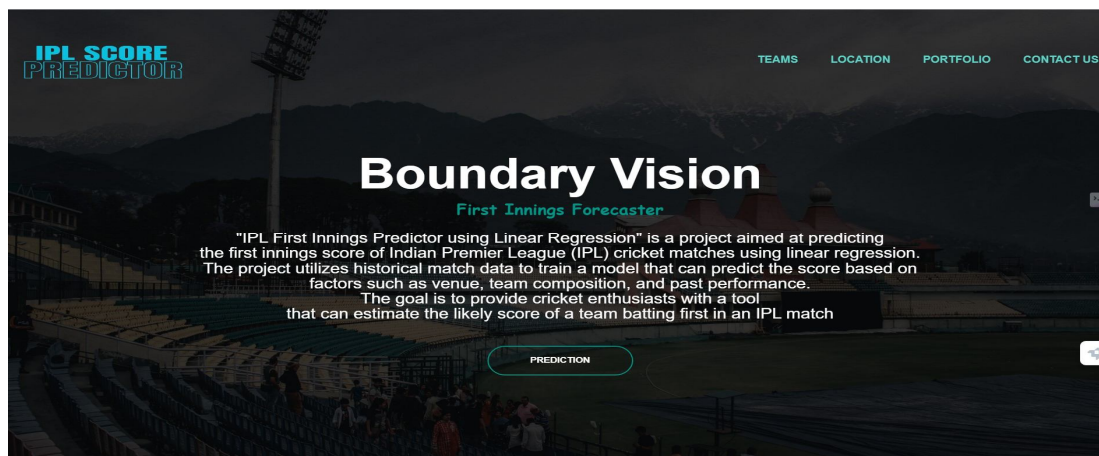 IPL SCORE
PREDICTOR
TEAMS LOCATION PORTFOLIO CONTACT US
Boundary Vision
First Innings Forecaster
"IPL First Innings Predictor using Linear Regression" is a project aimed at predicting
the first innings score of Indian Premier League (IPL) cricket matches using linear regression.
The project utilizes historical match data to train a model that can predict the score based on
factors such as venue, team composition, and past performance.
The goal is to provide cricket enthusiasts with a tool
that can estimate the likely score of a team batting first in an IPL match
PREDICTION